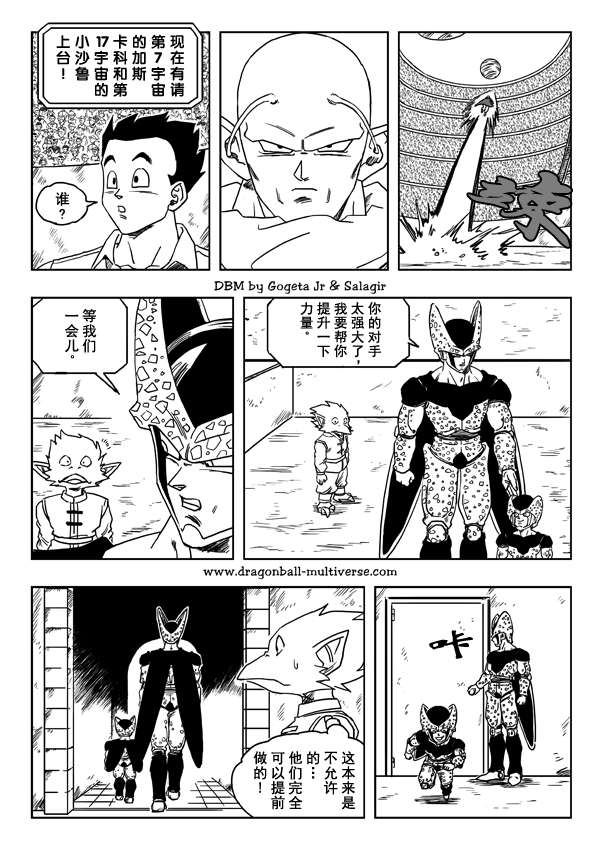 现在有请
第7宇宙
的加斯
卡科和第
17宇宙的
小沙鲁
上台！
谁？
DBM by Gogeta Jr & Salagir
等我们
一会儿。
你的对手
太强大了，
我要帮你
提升一下
力量。
www.dragonball-multiverse.com
这本来是
不允许
的…
他们完全
可以提前
做的！
咔